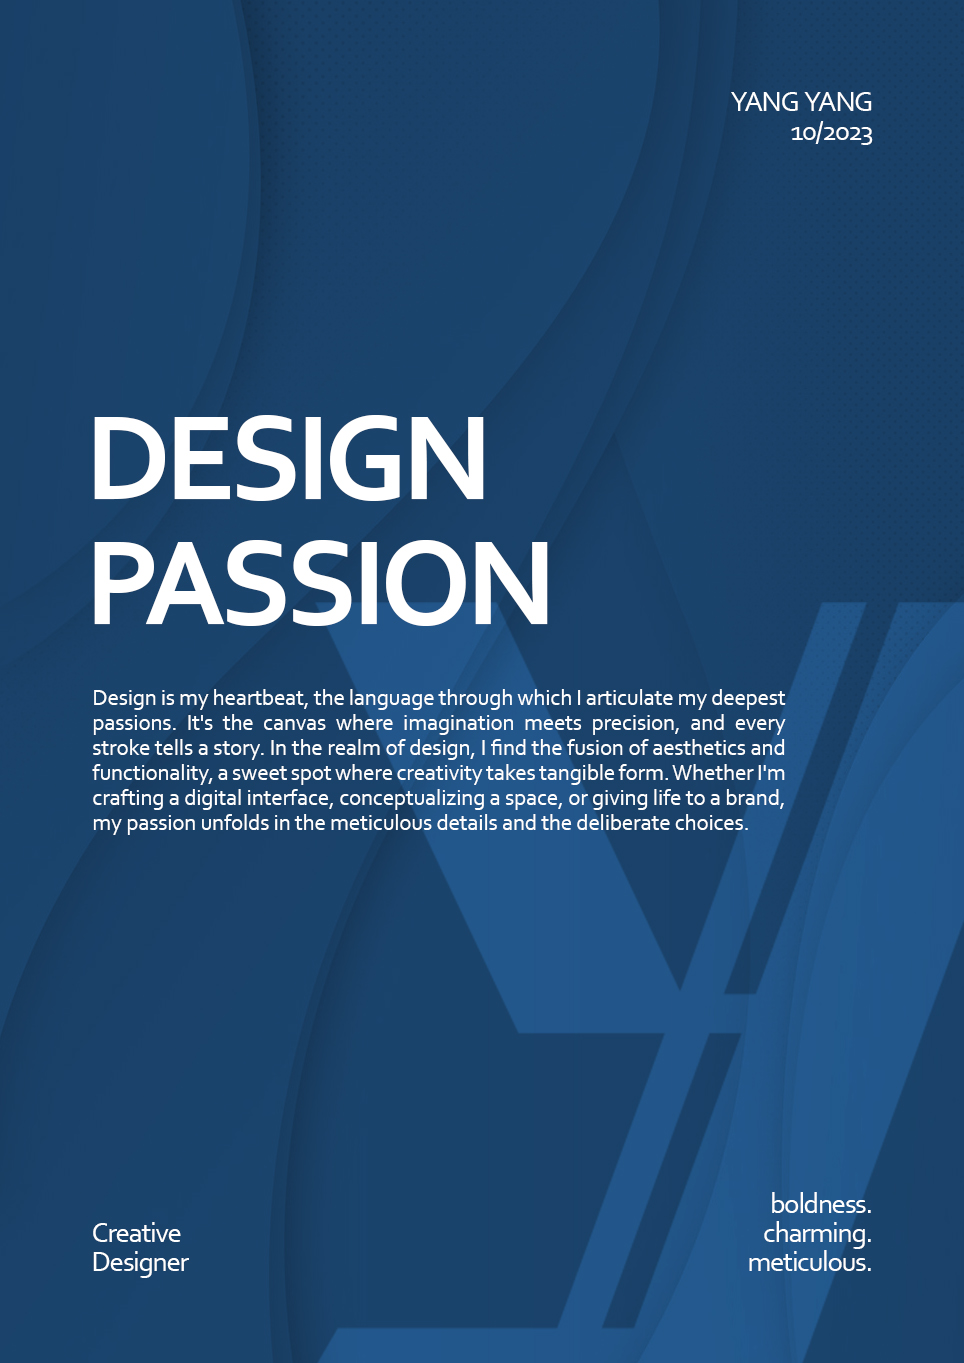 YANG YANG
10/2023
DESIGN
PASSION
Design is my heartbeat, the language through which I articulate my deepest
passions. It's the canvas where imagination meets precision, and every
stroke tells a story. In the realm of design, I find the fusion of aesthetics and
functionality, a sweet spot where creativity takes tangible form. Whether I'm
crafting a digital interface, conceptualizing a space, or giving life to a brand,
my passion unfolds in the meticulous details and the deliberate choices.
Creative
Designer
boldness.
charming.
meticulous.